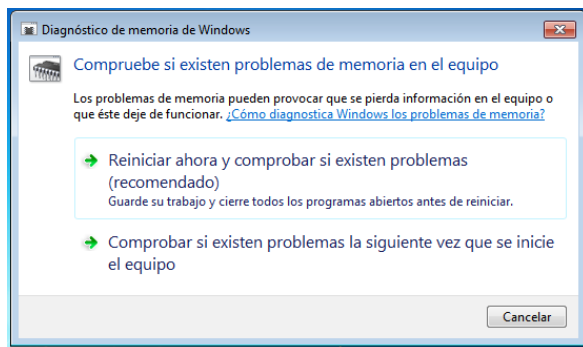 Diagnóstico de memoria de Windows
Compruebe si existen problemas de memoria en el equipo
Los problemas de memoria pueden provocar que se pierda información en el equipo o
que éste deje de funcionar. ¿Cómo diagnostica Windows los problemas de memoria?
Reiniciar ahora y comprobar si existen problemas
(recomendado)
Guarde su trabajo y cierre todos los programas abiertos antes de reiniciar.
Comprobar si existen problemas la siguiente vez que se inicie
el equipo
Cancelar